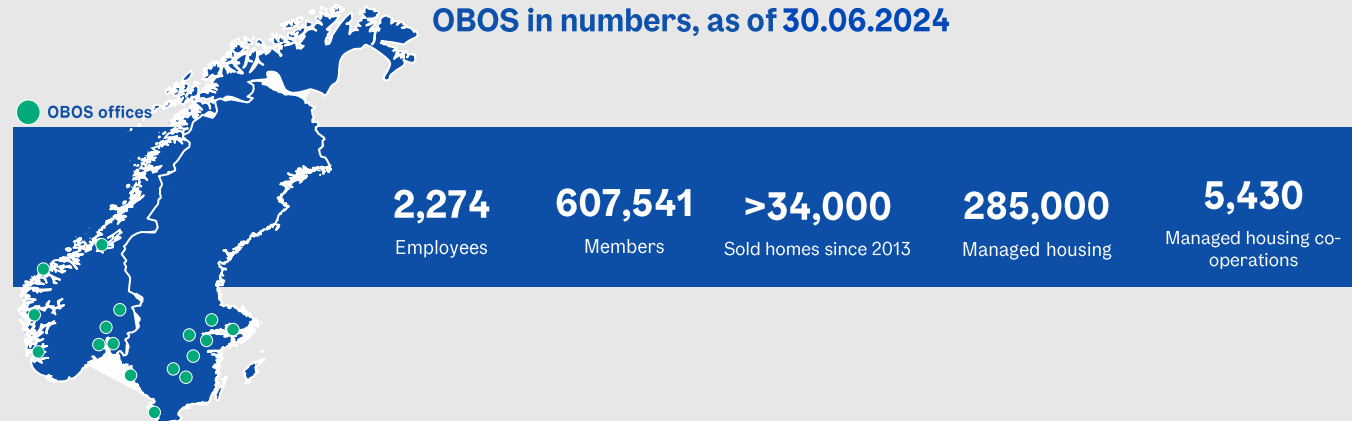 OBOS in numbers, as of 30.06.2024
OBOS offices
2,274
Employees
607,541
Members
>34,000
Sold homes since 2013
285,000
Managed housing
5,430
Managed housing co-
operations